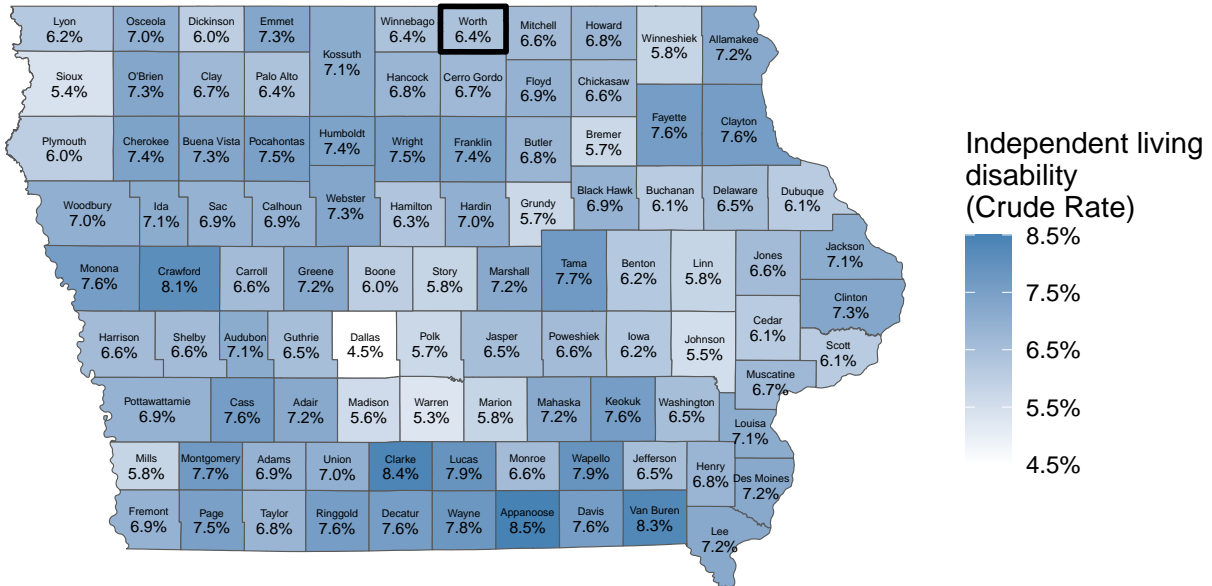 Lyon
6.2%
Osceola
7.0%
Dickinson
6.0%
Emmet
7.3%
Kossuth
7.1%
Winnebago
6.4%
Worth
6.4%
Mitchell
6.6%
Howard
6.8%
Winneshiek
5.8%
Allamakee
7.2%
Sioux
5.4%
O'Brien
7.3%
Clay
6.7%
Palo Alto
6.4%
Hancock
6.8%
Cerro Gordo
6.7%
Floyd
6.9%
Chickasaw
6.6%
Fayette
7.6%
Clayton
7.6%
Plymouth
6.0%
Cherokee
7.4%
Buena Vista
7.3%
Pocahontas
7.5%
Humboldt
7.4%
Wright
7.5%
Franklin
7.4%
Butler
6.8%
Bremer
5.7%
Woodbury
7.0%
Ida
7.1%
Sac
6.9%
Calhoun
6.9%
Webster
7.3%
Hamilton
6.3%
Hardin
7.0%
Grundy
5.7%
Black Hawk
6.9%
Buchanan
6.1%
Delaware
6.5%
Dubuque
6.1%
Monona
7.6%
Crawford
8.1%
Carroll
6.6%
Greene
7.2%
Boone
6.0%
Story
5.8%
Marshall
7.2%
Tama
7.7%
Benton
6.2%
Linn
5.8%
Jones
6.6%
Jackson
7.1%
Clinton
7.3%
Harrison
6.6%
Shelby
6.6%
Audubon
7.1%
Guthrie
6.5%
Dallas
4.5%
Polk
5.7%
Jasper
6.5%
Poweshiek
6.6%
Iowa
6.2%
Johnson
5.5%
Cedar
6.1%
Scott
6.1%
Muscatine
6.7%
Pottawattamie
6.9%
Cass
7.6%
Adair
7.2%
Madison
5.6%
Warren
5.3%
Marion
5.8%
Mahaska
7.2%
Keokuk
7.6%
Washington
6.5%
Louisa
7.1%
Mills
5.8%
Montgomery
7.7%
Adams
6.9%
Union
7.0%
Clarke
8.4%
Lucas
7.9%
Monroe
6.6%
Wapello
7.9%
Jefferson
6.5%
Henry
6.8%
Des Moines
7.2%
Fremont
6.9%
Page
7.5%
Taylor
6.8%
Ringgold
7.6%
Decatur
7.6%
Wayne
7.8%
Appanoose
8.5%
Davis
7.6%
Van Buren
8.3%
Lee
7.2%
Independent living
disability
(Crude Rate)
8.5%
7.5%
6.5%
5.5%
4.5%